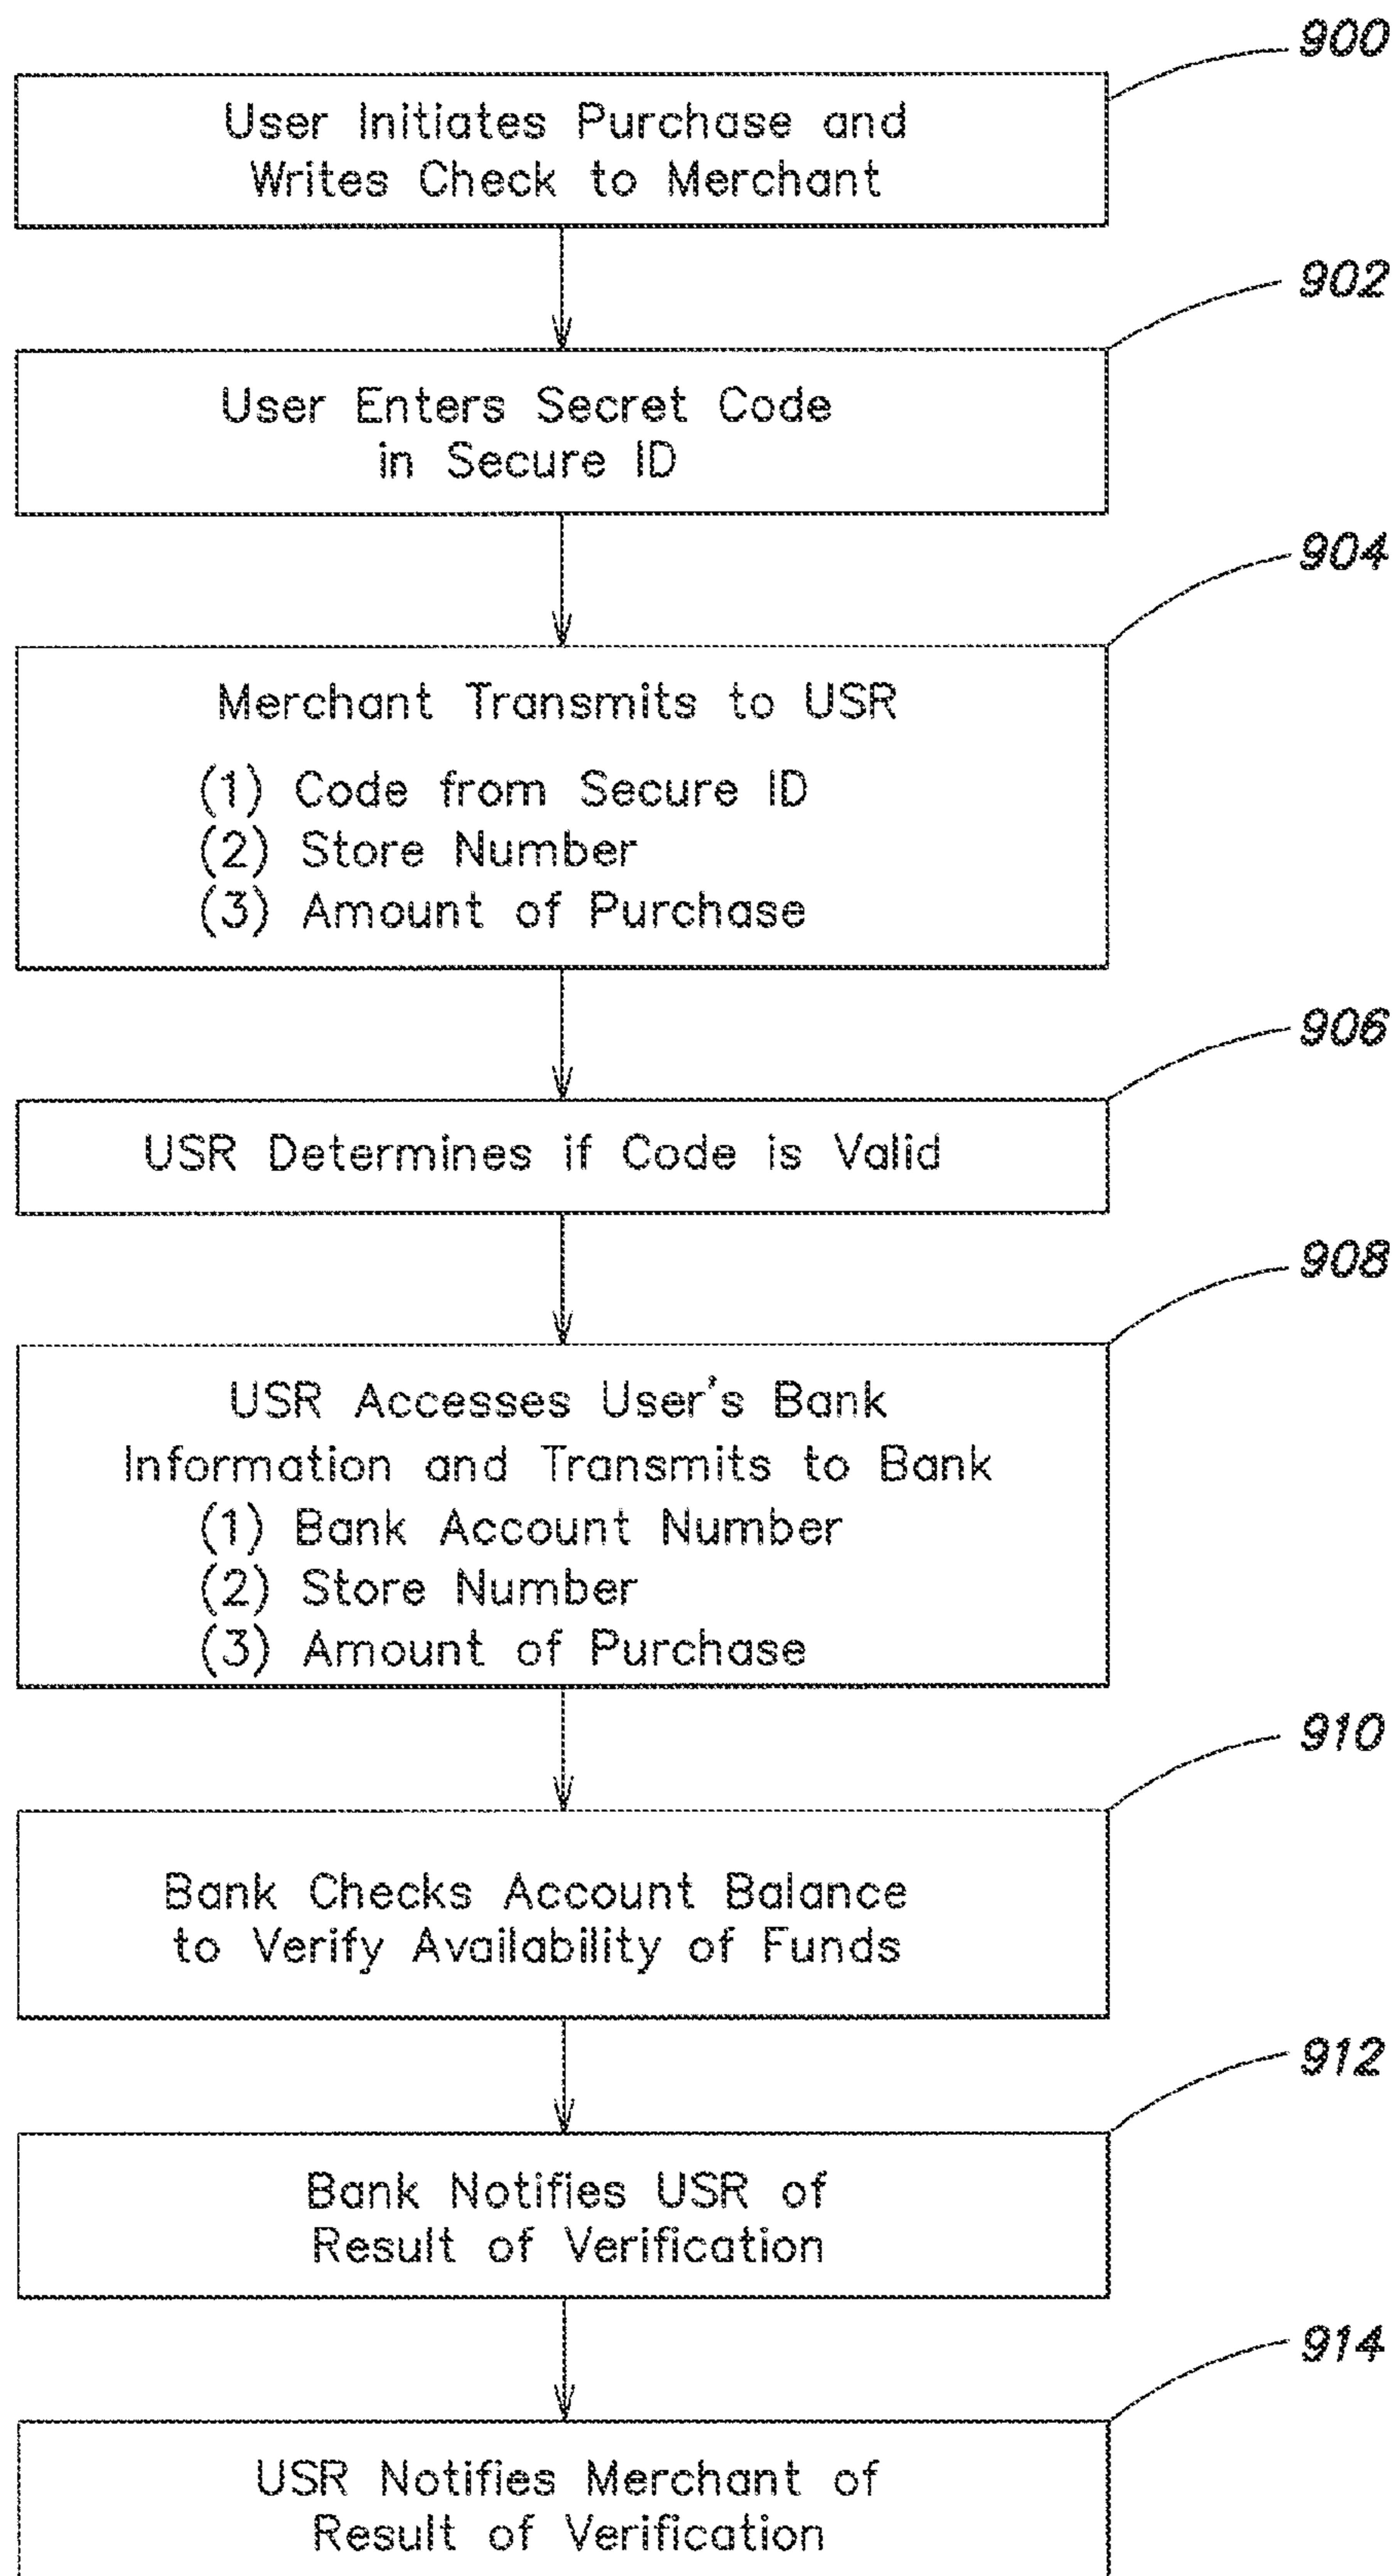 900
User Initiates Purchase and
Writes Check to Merchant
902
User Enters Secret Code
in Secure ID
904
Merchant Transmits to USR
(1) Code from Secure ID
(2) Store Number
(3) Amount of Purchase
906
USR Determines if Code is Valid
908
USR Accesses User's Bank
Information and Transmits to Bank
(1) Bank Account Number
(2) Store Number
(3) Amount of Purchase
910
Bank Checks Account Balance
to Verify Availability of Funds
912
Bank Notifies USR of
Result of Verification
914
USR Notifies Merchant of
Result of Verification